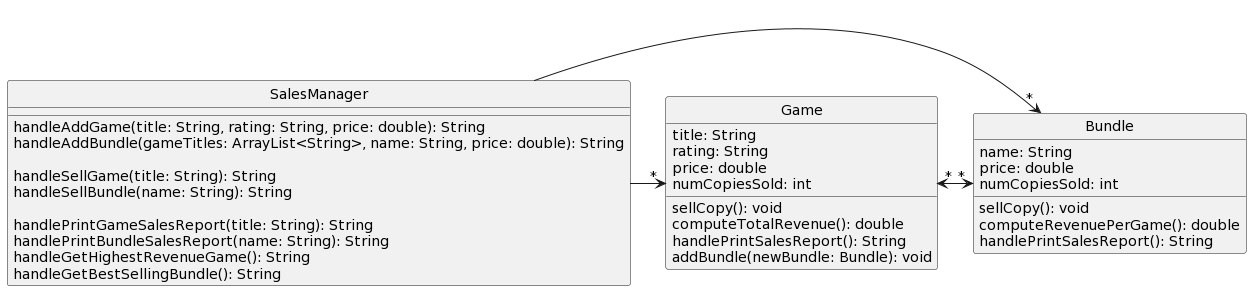 SalesManager
handleAddGame(title: String, rating: String, price: double): String
handleAddBundle(gameTitles: ArrayList<String>, name: String, price: double): String
handleSellGame(title: String): String
handleSellBundle(name: String): String
handlePrintGameSalesReport(title: String): String
handlePrintBundleSalesReport(name: String): String
handleGetHighestRevenueGame(): String
handleGetBestSellingBundle(): String
*
Game
title: String
rating: String
price: double
numCopiesSold: int
sellCopy(): void
computeTotalRevenue(): double
handlePrintSalesReport(): String
addBundle(newBundle: Bundle): void
* *
*
Bundle
name: String
price: double
numCopiesSold: int
sellCopy(): void
computeRevenuePerGame(): double
handlePrintSalesReport(): String